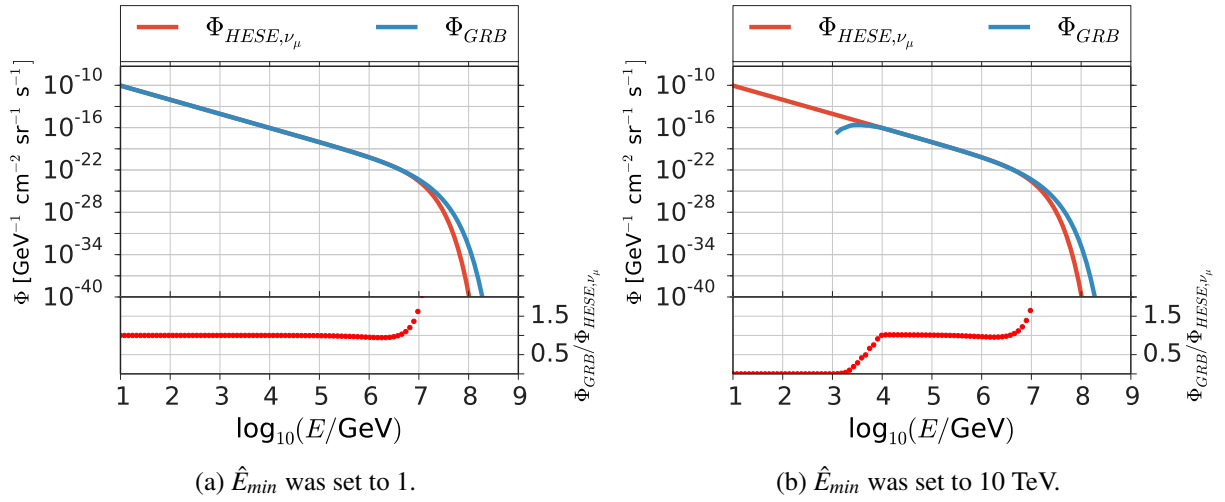 Φ_{HESE,ν_μ} Φ_{GRB}
Φ [GeV⁻¹ cm⁻² sr⁻¹ s⁻¹]
10⁻¹⁰
10⁻¹⁶
10⁻²²
10⁻²⁸
10⁻³⁴
10⁻⁴⁰
1.5
0.5
Φ_{GRB}/Φ_{HESE,ν_μ}
1 2 3 4 5 6 7 8 9
log₁₀(E/GeV)
(a) Ê_{min} was set to 1.
Φ_{HESE,ν_μ} Φ_{GRB}
Φ [GeV⁻¹ cm⁻² sr⁻¹ s⁻¹]
10⁻¹⁰
10⁻¹⁶
10⁻²²
10⁻²⁸
10⁻³⁴
10⁻⁴⁰
1.5
0.5
Φ_{GRB}/Φ_{HESE,ν_μ}
1 2 3 4 5 6 7 8 9
log₁₀(E/GeV)
(b) Ê_{min} was set to 10 TeV.